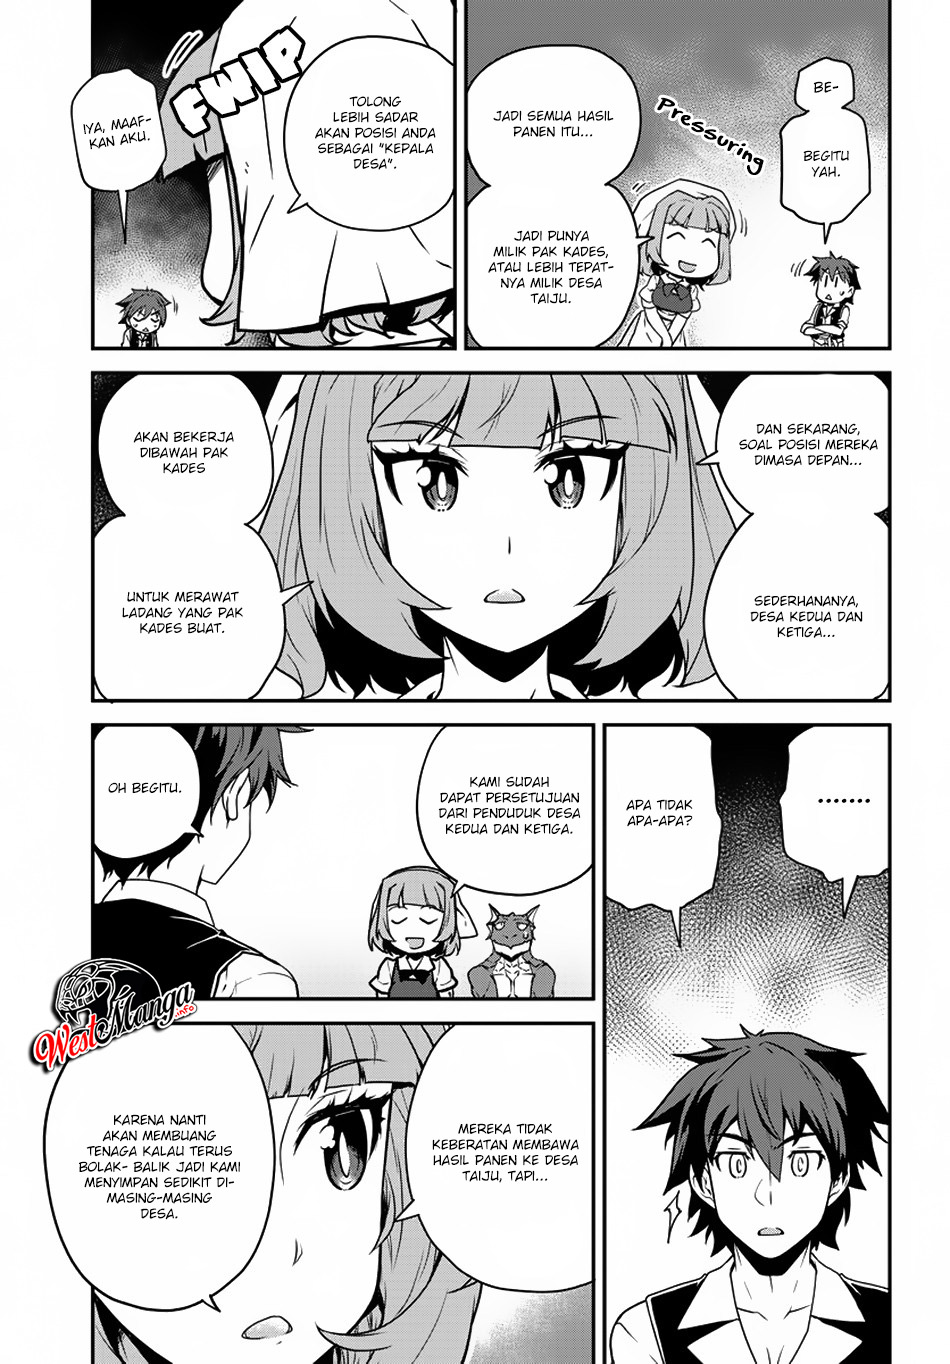 BE-
BEGITU
YAH.
Pressuring
JADI SEMUA HASIL
PANEN ITU...
JADI PUNYA
MILIK PAK KADES,
ATAU LEBIH TEPAT-
NYA MILIK DESA
TAIJU.
TOLONG
LEBIH SADAR
AKAN POSISI ANDA
SEBAGAI "KEPALA
DESA".
FWIP
IYA, MAAF-
KAN AKU.
DAN SEKARANG,
SOAL POSISI MEREKA
DIMASA DEPAN...
SEDERHANANYA,
DESA KEDUA DAN
KETIGA...
AKAN BEKERJA
DIBAWAH PAK
KADES
UNTUK MERAWAT
LADANG YANG PAK
KADES BUAT.
.........
APA TIDAK
APA-APA?
KAMI SUDAH
DAPAT PERSETUJUAN
DARI PENDUDUK DESA
KEDUA DAN KETIGA.
OH BEGITU.
MEREKA TIDAK
KEBERATAN MEMBAWA
HASIL PANEN KE DESA
TAIJU, TAPI...
KARENA NANTI
AKAN MEMBUANG
TENAGA KALAU TERUS
BOLAK- BALIK JADI KAMI
MENYIMPAN SEDIKIT DI-
MASING-MASING
DESA.
WestManga.info